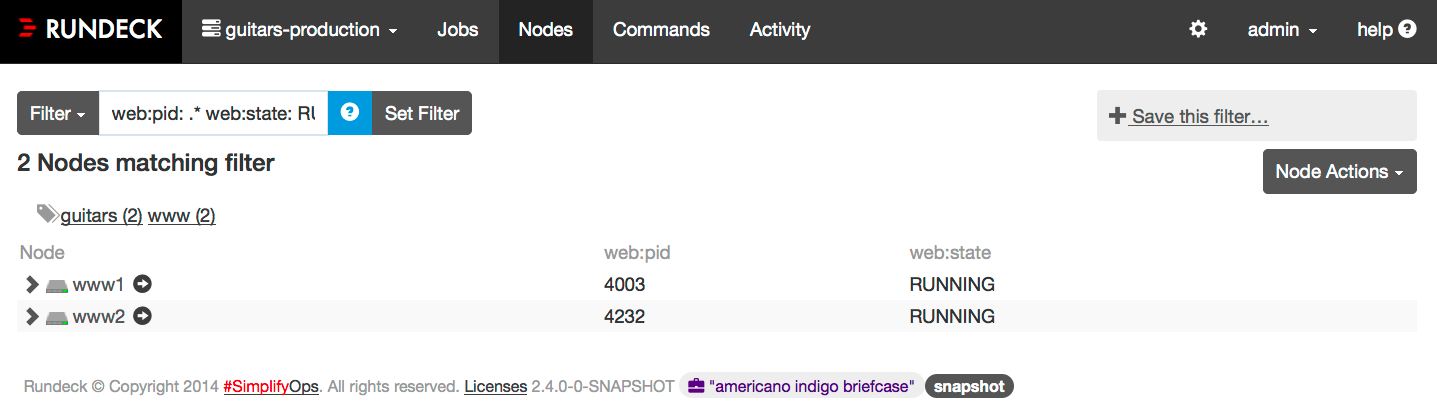 RUNDECK guitars-production Jobs Nodes Commands Activity admin help ?
Filter web:pid: .* web:state: RU ? Set Filter Save this filter...
2 Nodes matching filter
Node Actions
guitars (2) www (2)
Node web:pid web:state
www1 4003 RUNNING
www2 4232 RUNNING
Rundeck © Copyright 2014 #SimplifyOps. All rights reserved. Licenses 2.4.0-0-SNAPSHOT "americano indigo briefcase" snapshot